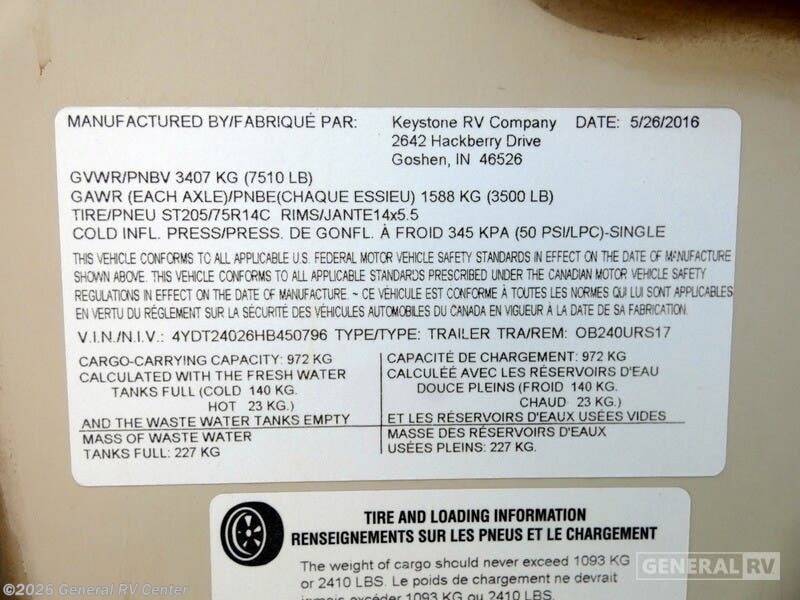 MANUFACTURED BY/FABRIQUÉ PAR: Keystone RV Company DATE: 5/26/2016
2642 Hackberry Drive
Goshen, IN 46526
GVWR/PNBV 3407 KG (7510 LB)
GAWR (EACH AXLE)/PNBE(CHAQUE ESSIEU) 1588 KG (3500 LB)
TIRE/PNEU ST205/75R14C RIMS/JANTE14x5.5
COLD INFL. PRESS/PRESS. DE GONFL. À FROID 345 KPA (50 PSI/LPC)-SINGLE
THIS VEHICLE CONFORMS TO ALL APPLICABLE U.S. FEDERAL MOTOR VEHICLE SAFETY STANDARDS IN EFFECT ON THE DATE OF MANUFACTURE
SHOWN ABOVE. THIS VEHICLE CONFORMS TO ALL APPLICABLE STANDARDS PRESCRIBED UNDER THE CANADIAN MOTOR VEHICLE SAFETY
REGULATIONS IN EFFECT ON THE DATE OF MANUFACTURE. ~ CE VÉHICULE EST CONFORME À TOUTES LES NORMES QUI LUI SONT APPLICABLES
EN VERTU DU RÉGLEMENT SUR LA SÉCURITÉ DES VÉHICULES AUTOMOBILES DU CANADA EN VIGUEUR À LA DATE DE SA FABRICATION.
V.I.N./N.I.V.: 4YDT24026HB450796 TYPE/TYPE: TRAILER TRA/REM: OB240URS17
CARGO-CARRYING CAPACITY: 972 KG
CALCULATED WITH THE FRESH WATER
TANKS FULL (COLD 140 KG.
HOT 23 KG.)
AND THE WASTE WATER TANKS EMPTY
MASS OF WASTE WATER
TANKS FULL: 227 KG
CAPACITÉ DE CHARGEMENT: 972 KG
CALCULÉE AVEC LES RÉSERVOIRS D'EAU
DOUCE PLEINS (FROID 140 KG.
CHAUD 23 KG.)
ET LES RÉSERVOIRS D'EAUX USÉES VIDES
MASSE DES RÉSERVOIRS D'EAUX
USÉES PLEINS: 227 KG.
TIRE AND LOADING INFORMATION
RENSEIGNEMENTS SUR LES PNEUS ET LE CHARGEMENT
The weight of cargo should never exceed 1093 KG
or 2410 LBS. Le poids de chargement ne devrait
jamais excéder 1093 KG ou 2410 LBS.
GENERAL RV
©2026 General RV Center